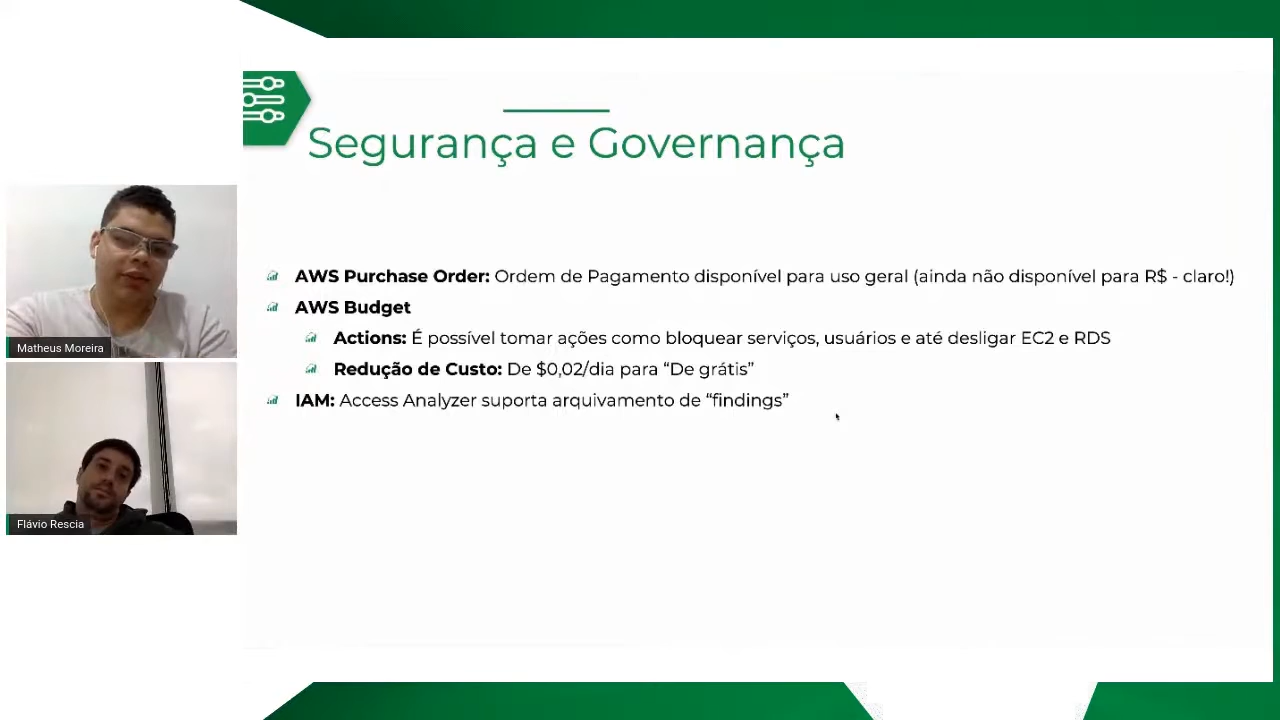 Segurança e Governança
AWS Purchase Order: Ordem de Pagamento disponível para uso geral (ainda não disponível para R$ - claro!)
AWS Budget
Actions: É possível tomar ações como bloquear serviços, usuários e até desligar EC2 e RDS
Redução de Custo: De $0,02/dia para “De grátis”
IAM: Access Analyzer suporta arquivamento de “findings”
Matheus Moreira
Flávio Rescia